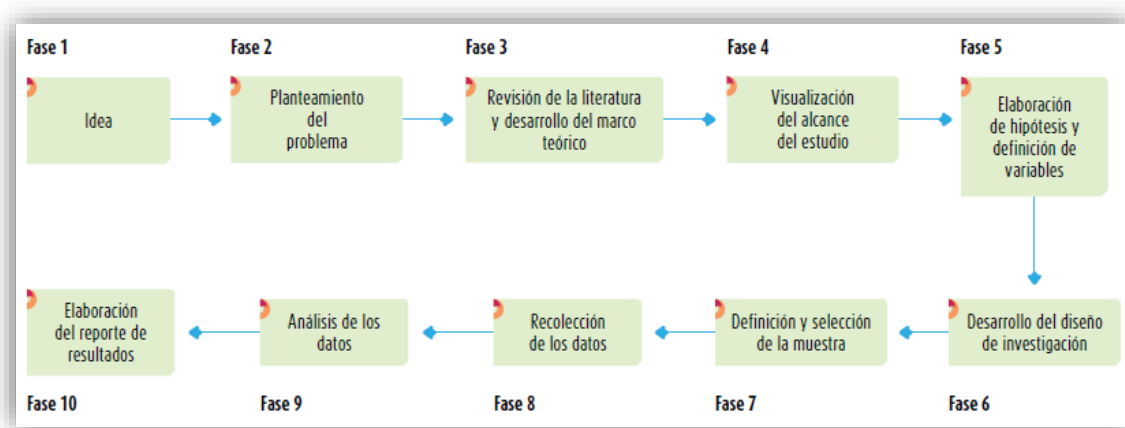 Fase 1
Idea
Fase 2
Planteamiento
del
problema
Fase 3
Revisión de la literatura
y desarrollo del marco
teórico
Fase 4
Visualización
del alcance
del estudio
Fase 5
Elaboración
de hipótesis y
definición de
variables
Desarrollo del diseño
de investigación
Fase 6
Definición y selección
de la muestra
Fase 7
Recolección
de los datos
Fase 8
Análisis de los
datos
Fase 9
Elaboración
del reporte de
resultados
Fase 10